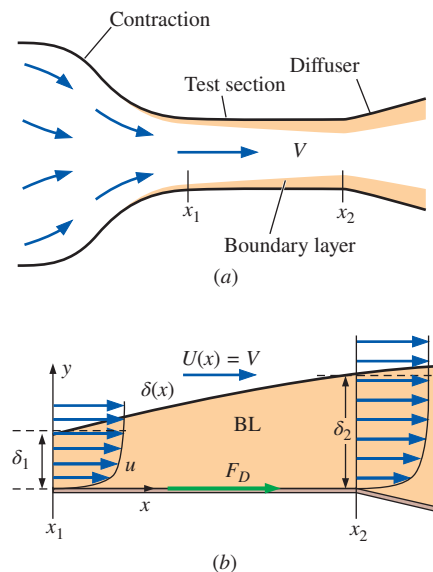 Contraction
Diffuser
Test section
V
x1 x2
Boundary layer
(a)
y
U(x) = V
δ(x)
δ1 BL δ2
u FD
x
x1 x2
(b)